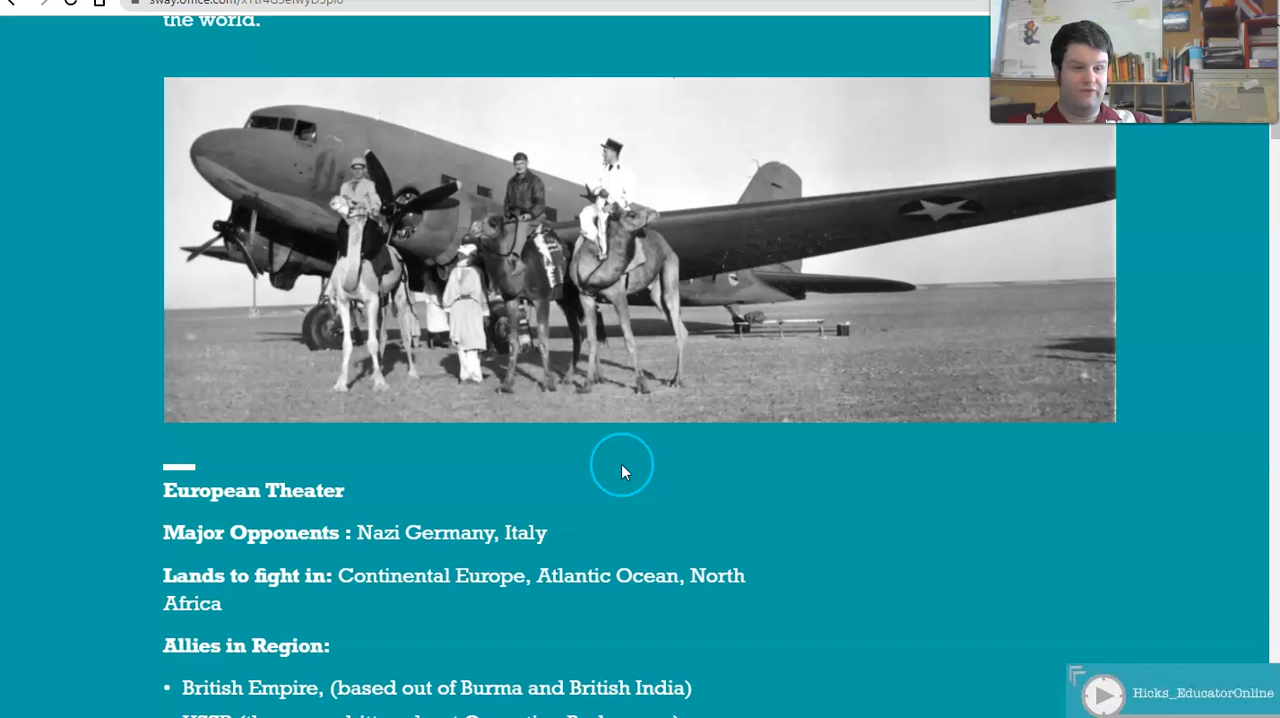 the world.
European Theater
Major Opponents : Nazi Germany, Italy
Lands to fight in: Continental Europe, Atlantic Ocean, North
Africa
Allies in Region:
• British Empire, (based out of Burma and British India)
Hicks_EducatorOnline